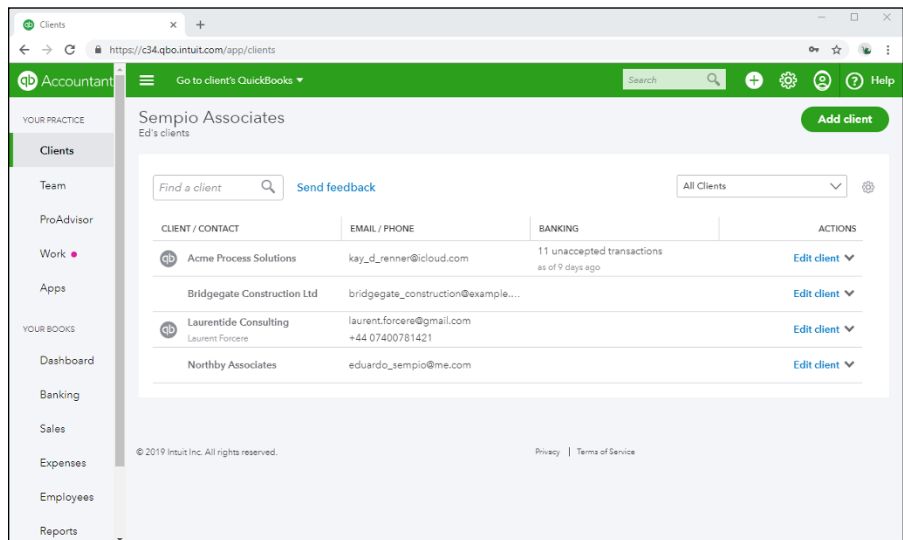 Clients
https://c34.qbo.intuit.com/app/clients
qb Accountant
Go to client's QuickBooks
Search
Help
YOUR PRACTICE
Clients
Team
ProAdvisor
Work
Apps
YOUR BOOKS
Dashboard
Banking
Sales
Expenses
Employees
Reports
Sempio Associates
Ed's clients
Add client
Find a client
Send feedback
All Clients
CLIENT / CONTACT EMAIL / PHONE BANKING ACTIONS
qb Acme Process Solutions kay_d_renner@icloud.com 11 unaccepted transactions Edit client
as of 9 days ago
Bridgegate Construction Ltd bridgegate_construction@example.... Edit client
qb Laurentide Consulting laurent.forcere@gmail.com Edit client
Laurent Forcere +44 07400781421
Northby Associates eduardo_sempio@me.com Edit client
© 2019 Intuit Inc. All rights reserved. Privacy | Terms of Service